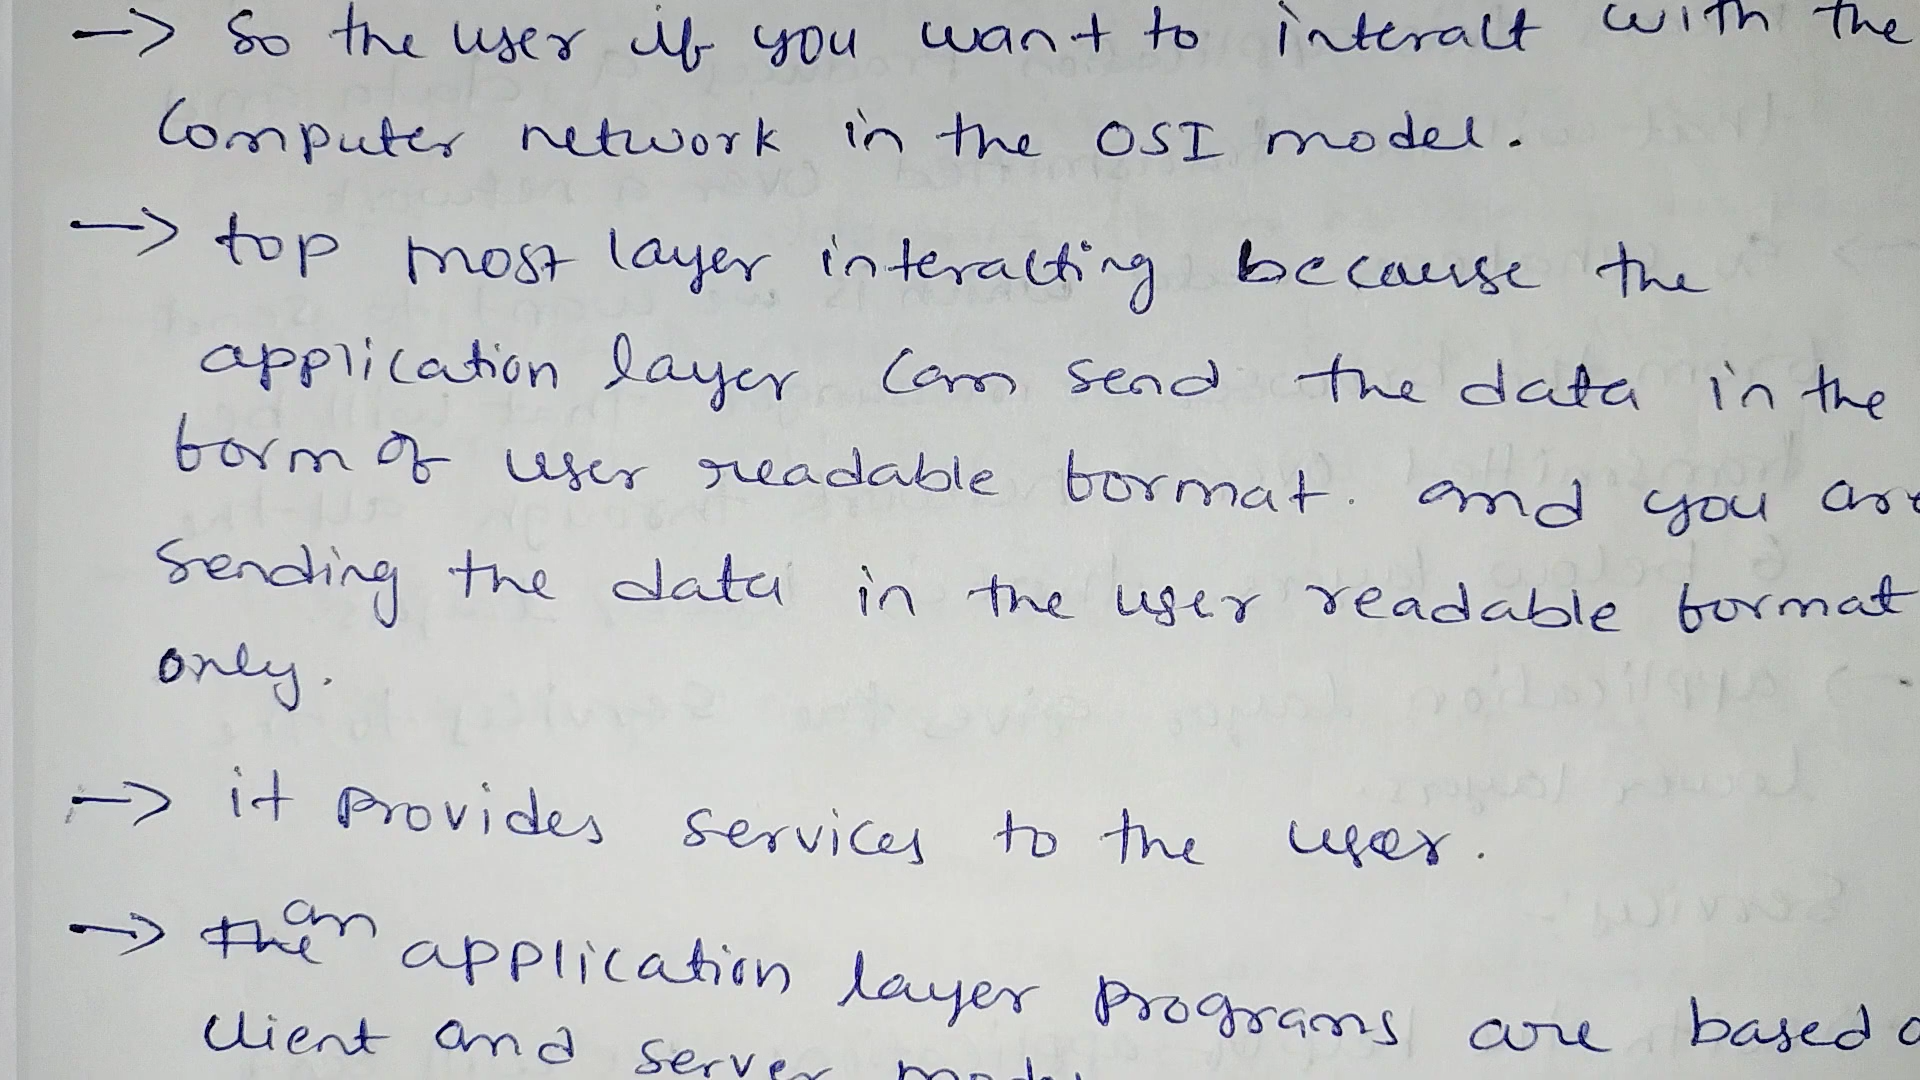 → So the user if you want to interact with the
Computer network in the OSI model.
→ top most layer interacting because the
application layer can send the data in the
form of user readable format. and you are
Sending the data in the user readable format
only.
→ it provides services to the user.
→ the an application layer programs are based
Client and server